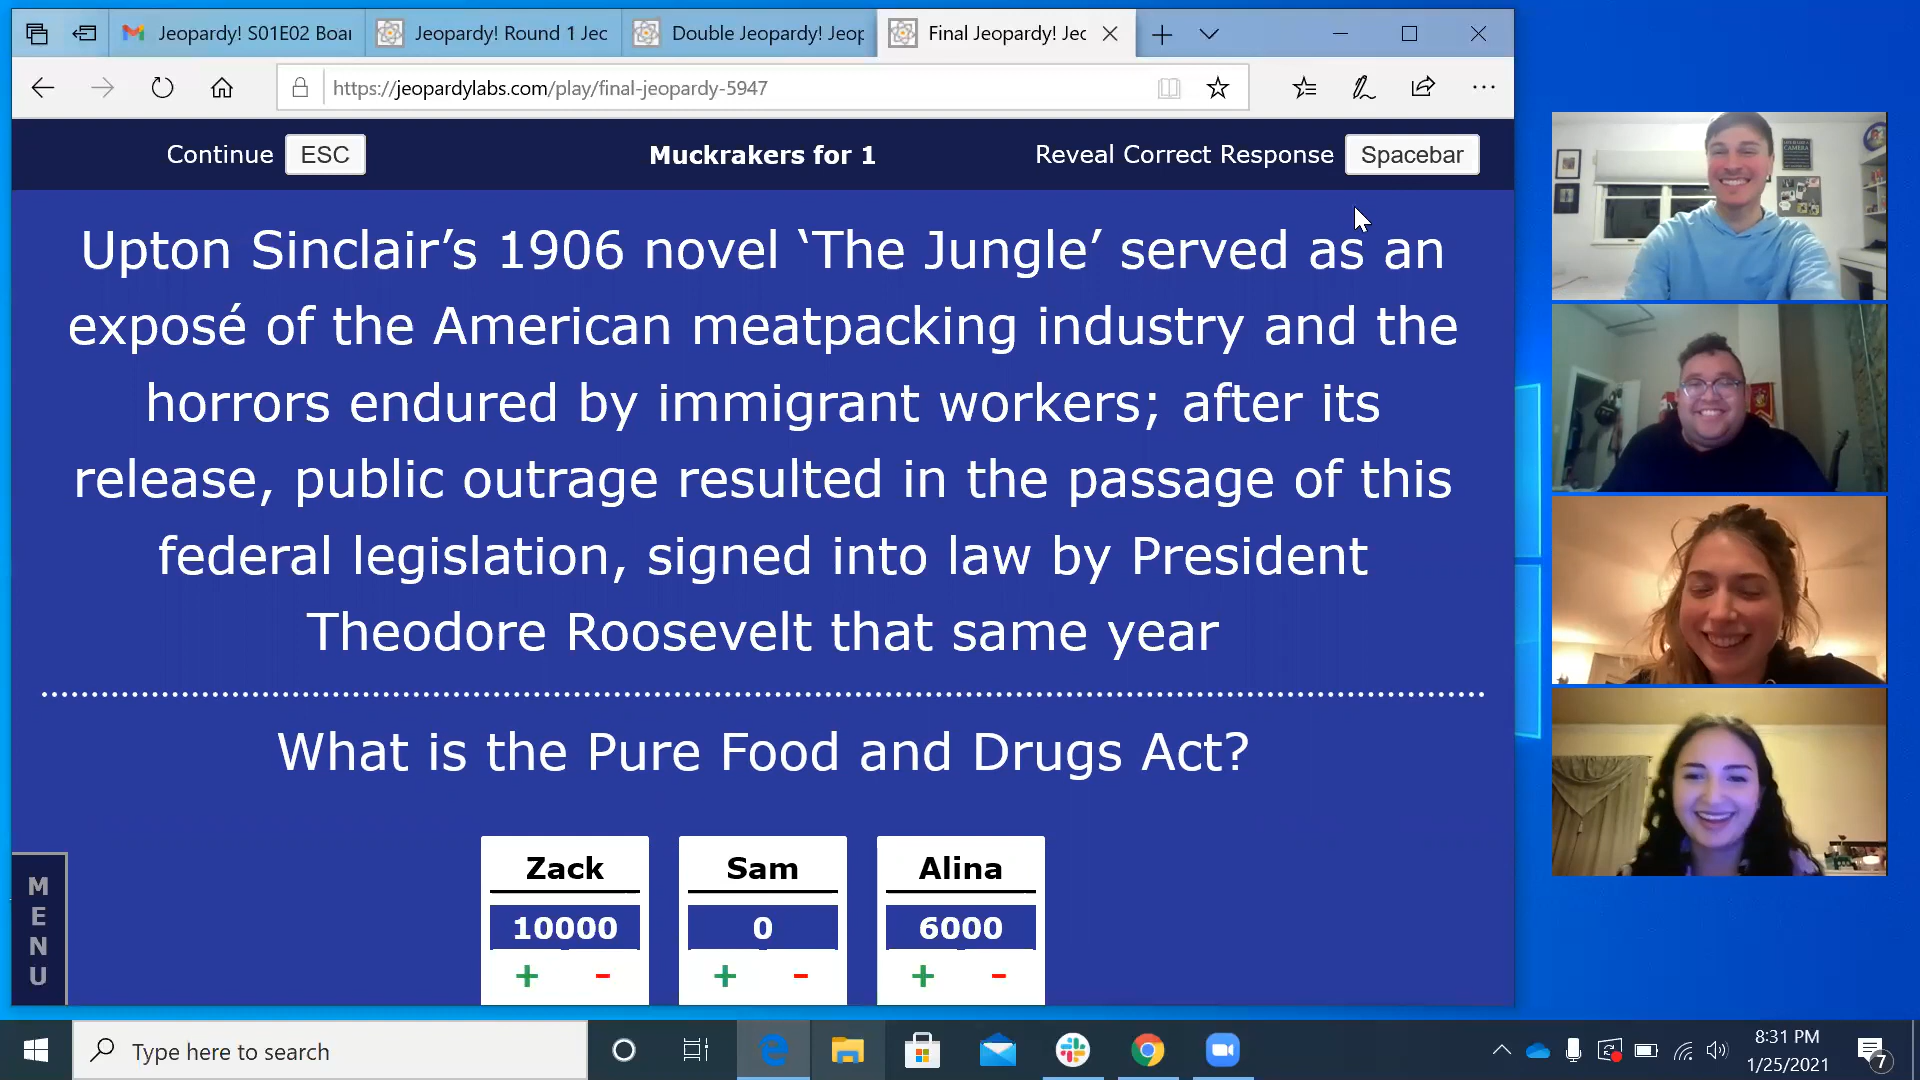 Jeopardy! S01E02 Boar
Jeopardy! Round 1 Jec
Double Jeopardy! Jeop
Final Jeopardy! Jec
https://jeopardylabs.com/play/final-jeopardy-5947
Continue ESC
Muckrakers for 1
Reveal Correct Response Spacebar
Upton Sinclair’s 1906 novel ‘The Jungle’ served as an
exposé of the American meatpacking industry and the
horrors endured by immigrant workers; after its
release, public outrage resulted in the passage of this
federal legislation, signed into law by President
Theodore Roosevelt that same year
What is the Pure Food and Drugs Act?
MENU
Zack Sam Alina
10000 0 6000
+ - + - + -
Type here to search
8:31 PM
1/25/2021
7